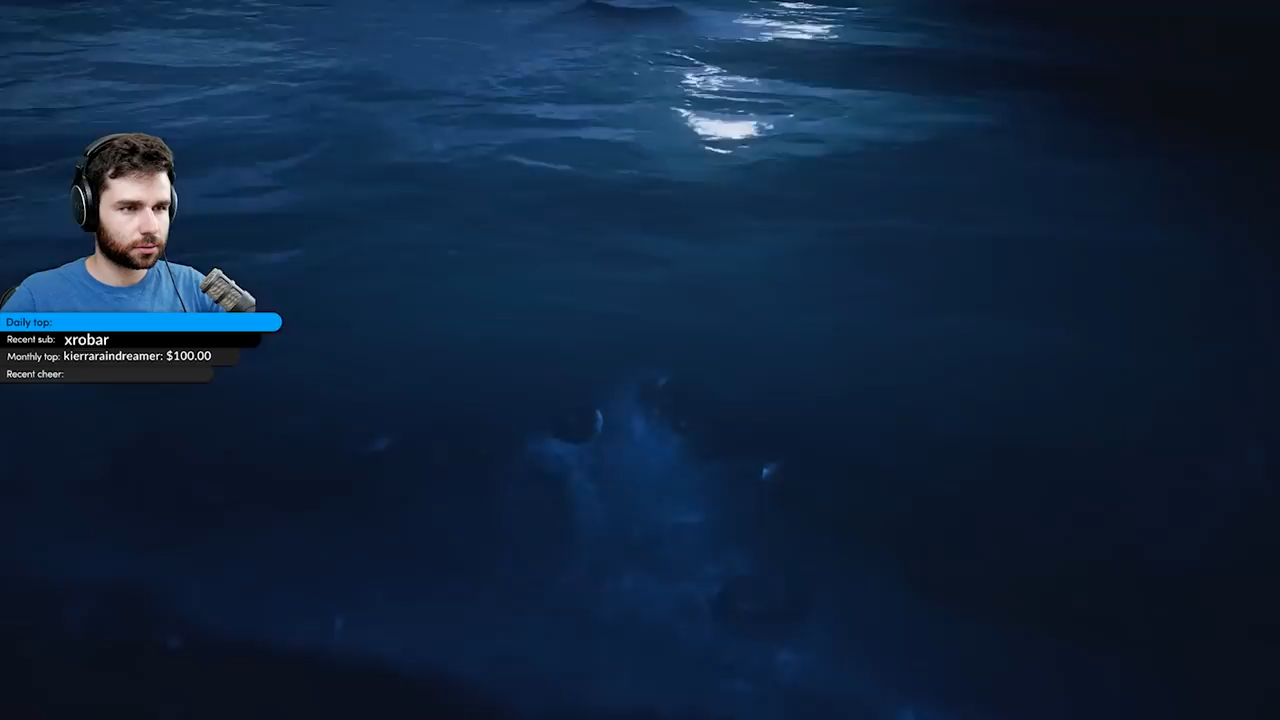 Daily top:
Recent sub: xrobar
Monthly top: kierraraindreamer: $100.00
Recent cheer: